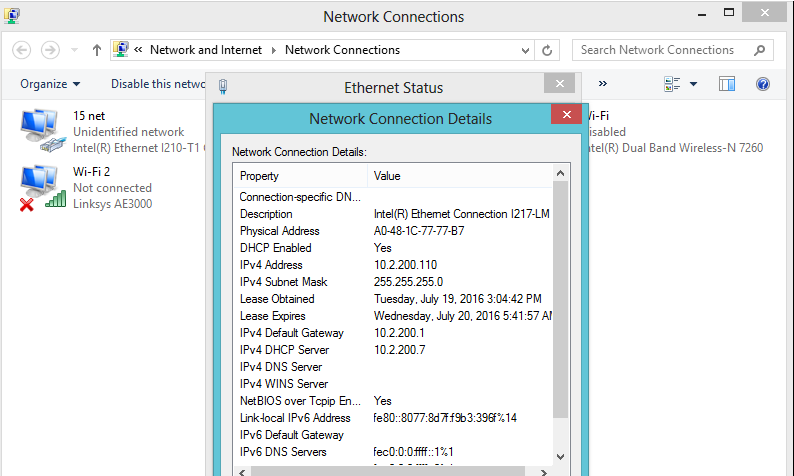 Network Connections
« Network and Internet Network Connections
Search Network Connections
Organize Disable this netwo »
Ethernet Status
Network Connection Details
15 net
Unidentified network
Intel(R) Ethernet I210-T1
Wi-Fi 2
Not connected
Linksys AE3000
Wi-Fi
isabled
tel(R) Dual Band Wireless-N 7260
Network Connection Details:
Property Value
Connection-specific DN...
Description Intel(R) Ethernet Connection I217-LM
Physical Address A0-48-1C-77-77-B7
DHCP Enabled Yes
IPv4 Address 10.2.200.110
IPv4 Subnet Mask 255.255.255.0
Lease Obtained Tuesday, July 19, 2016 3:04:42 PM
Lease Expires Wednesday, July 20, 2016 5:41:57 AM
IPv4 Default Gateway 10.2.200.1
IPv4 DHCP Server 10.2.200.7
IPv4 DNS Server
IPv4 WINS Server
NetBIOS over Tcpip En... Yes
Link-local IPv6 Address fe80::8077:8d7f:f9b3:396f%14
IPv6 Default Gateway
IPv6 DNS Servers fec0:0:0:ffff::1%1